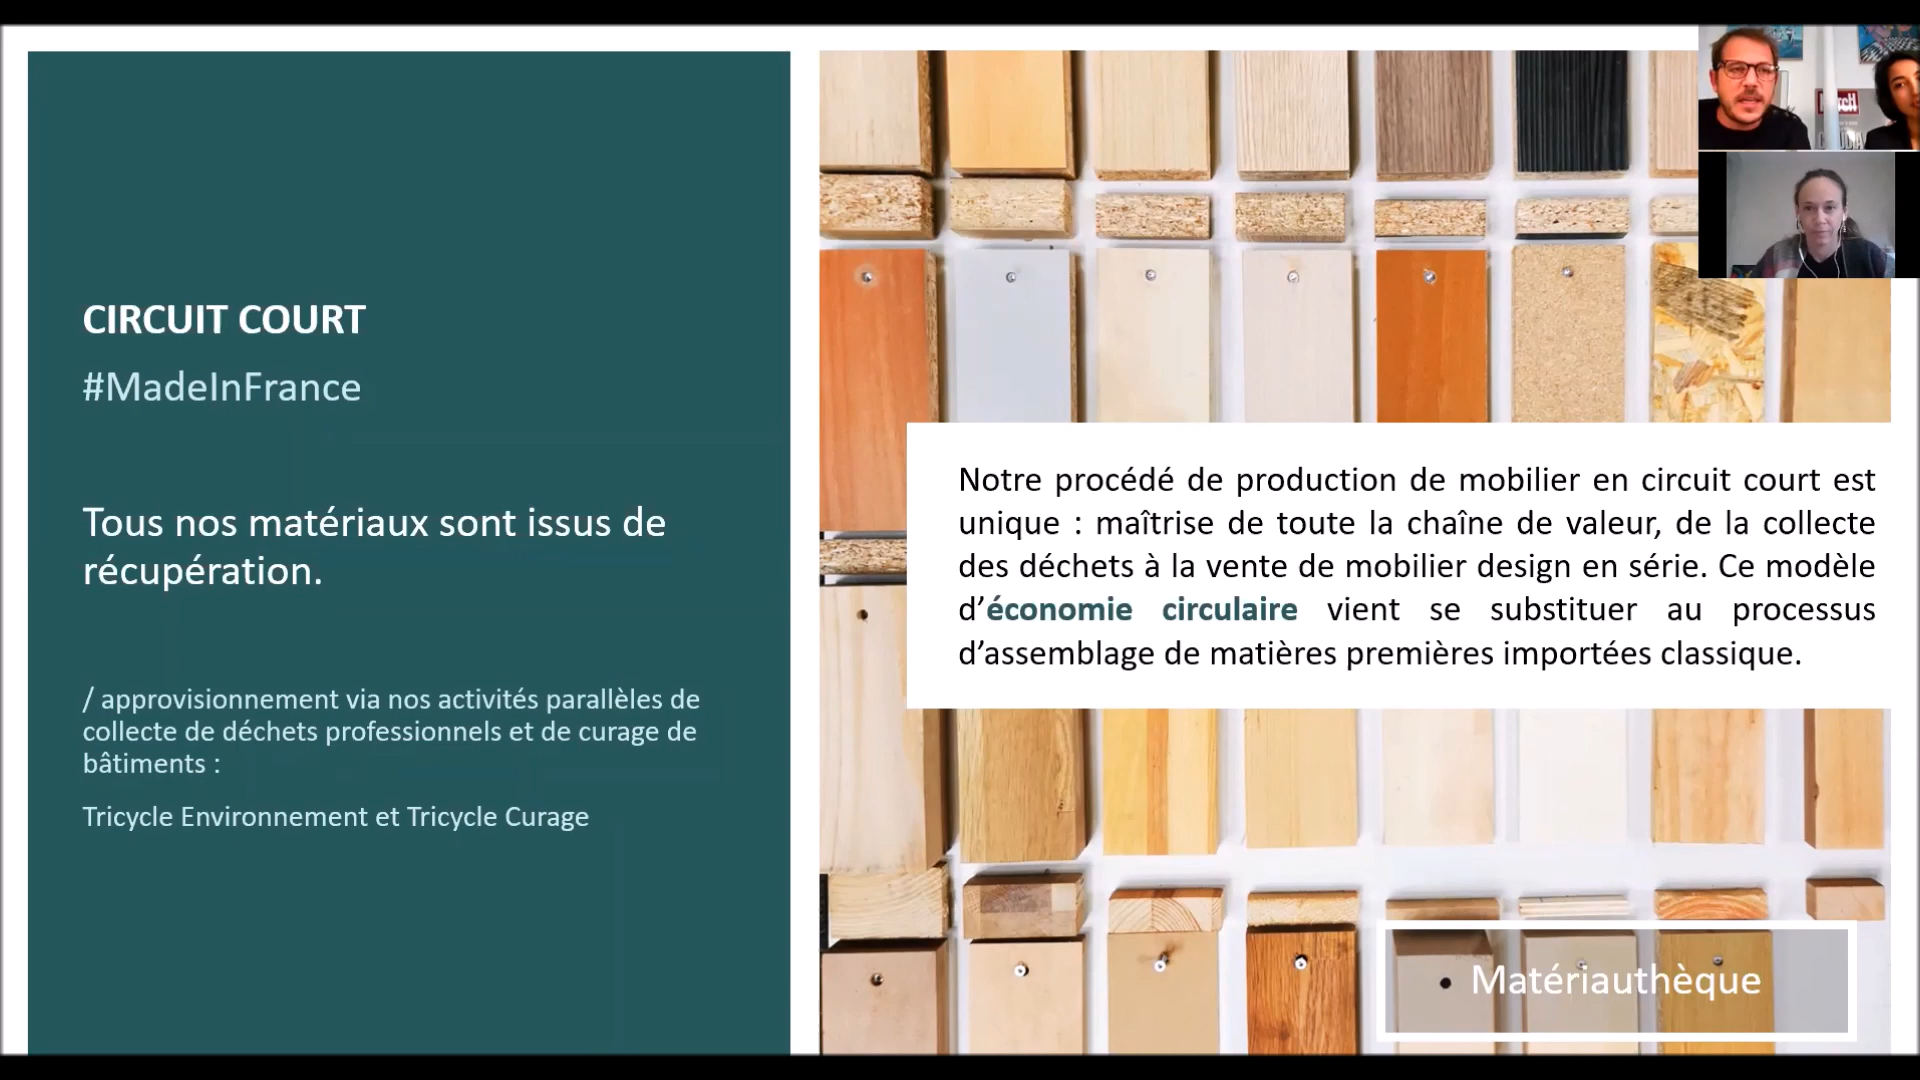 CIRCUIT COURT
#MadeInFrance
Tous nos matériaux sont issus de
récupération.
/ approvisionnement via nos activités parallèles de
collecte de déchets professionnels et de curage de
bâtiments :
Tricycle Environnement et Tricycle Curage
Notre procédé de production de mobilier en circuit court est
unique : maîtrise de toute la chaîne de valeur, de la collecte
des déchets à la vente de mobilier design en série. Ce modèle
d’économie circulaire vient se substituer au processus
d’assemblage de matières premières importées classique.
Matériauthèque